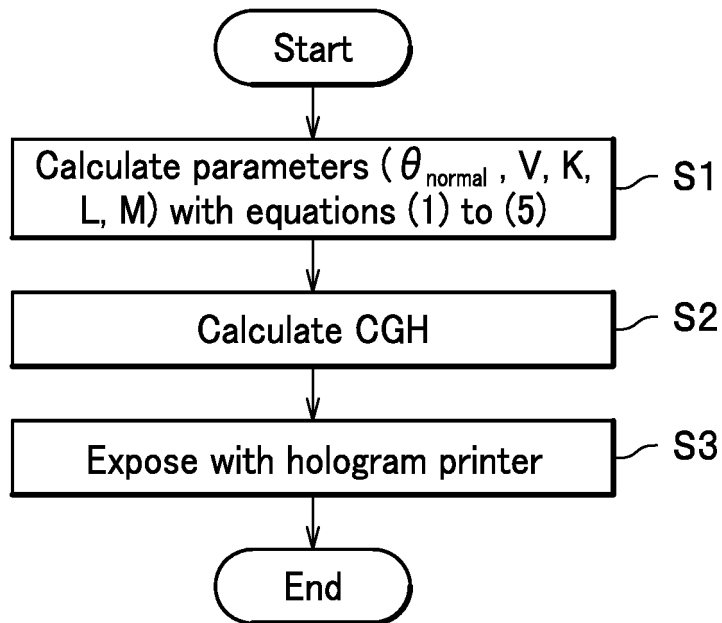 Start
Calculate parameters (θnormal, V, K,
L, M) with equations (1) to (5)
S1
Calculate CGH
S2
Expose with hologram printer
S3
End